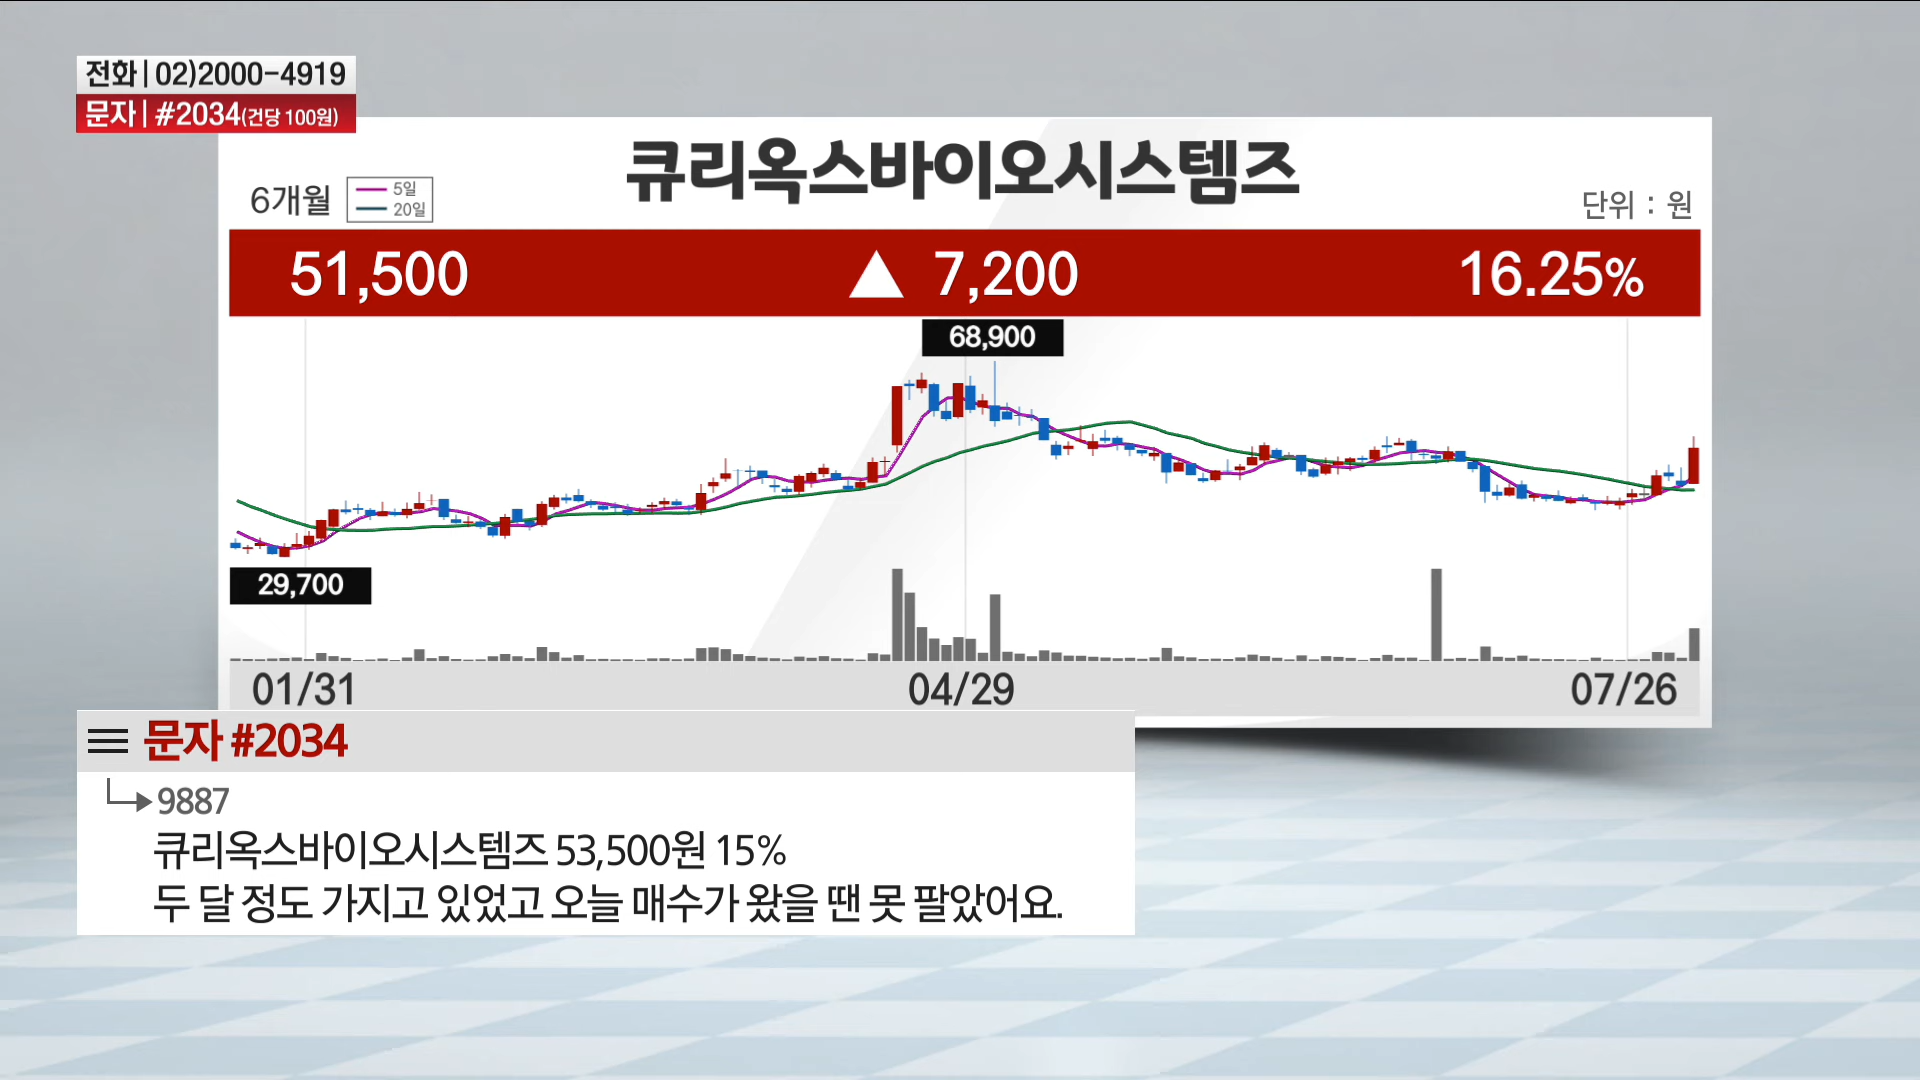 전화 | 02)2000-4919
문자 | #2034(건당 100원)
큐리옥스바이오시스템즈
6개월
5일
20일
단위 : 원
51,500 ▲ 7,200 16.25%
68,900
29,700
01/31 04/29 07/26
문자 #2034
9887
큐리옥스바이오시스템즈 53,500원 15%
두 달 정도 가지고 있었고 오늘 매수가 왔을 땐 못 팔았어요.